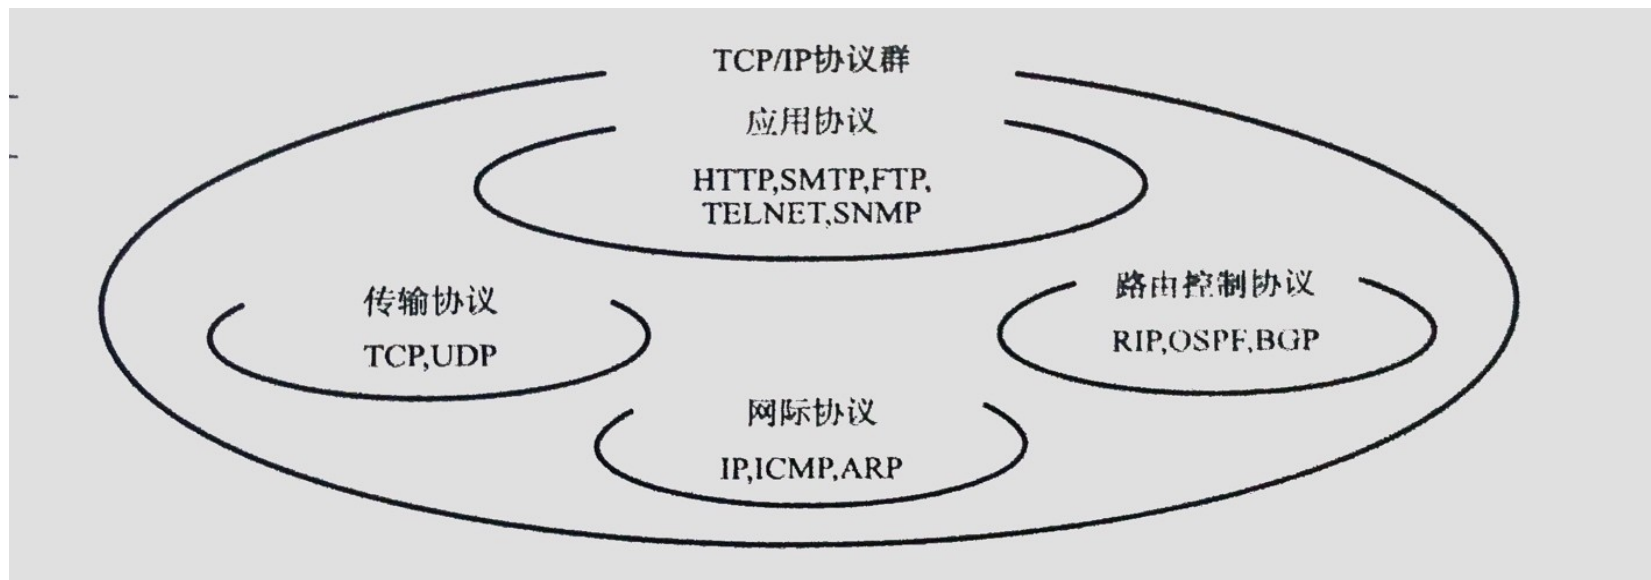 TCP/IP协议群
应用协议
HTTP,SMTP,FTP,
TELNET,SNMP
传输协议
TCP,UDP
路由控制协议
RIP,OSPF,BGP
网际协议
IP,ICMP,ARP